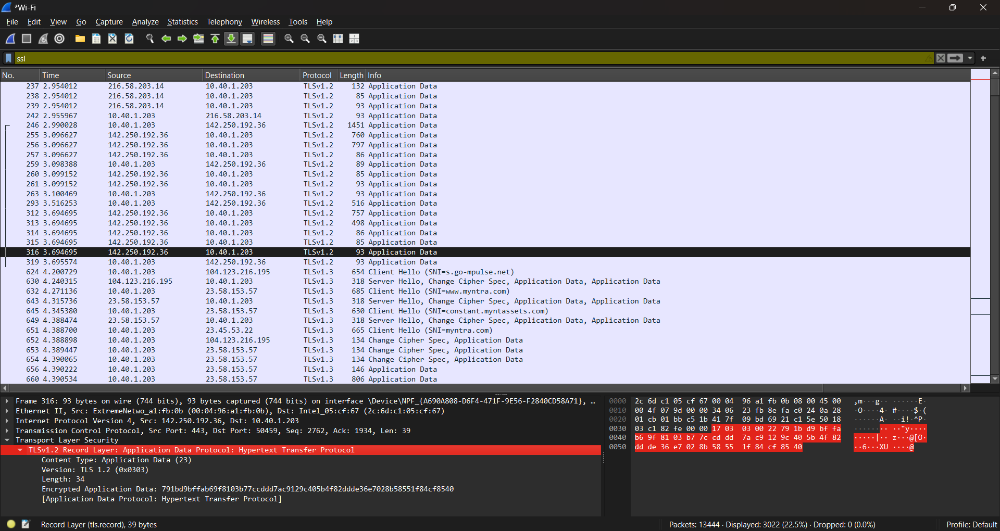 *Wi-Fi
File Edit View Go Capture Analyze Statistics Telephony Wireless Tools Help
ssl
No. Time Source Destination Protocol Length Info
237 2.954012 216.58.203.14 10.40.1.203 TLSv1.2 132 Application Data
238 2.954012 216.58.203.14 10.40.1.203 TLSv1.2 85 Application Data
239 2.954012 216.58.203.14 10.40.1.203 TLSv1.2 93 Application Data
242 2.955967 10.40.1.203 216.58.203.14 TLSv1.2 93 Application Data
246 2.990028 10.40.1.203 142.250.192.36 TLSv1.2 1451 Application Data
255 3.096627 142.250.192.36 10.40.1.203 TLSv1.2 760 Application Data
256 3.096627 142.250.192.36 10.40.1.203 TLSv1.2 797 Application Data
257 3.096627 142.250.192.36 10.40.1.203 TLSv1.2 86 Application Data
259 3.098388 10.40.1.203 142.250.192.36 TLSv1.2 89 Application Data
260 3.099152 142.250.192.36 10.40.1.203 TLSv1.2 85 Application Data
261 3.099152 142.250.192.36 10.40.1.203 TLSv1.2 93 Application Data
263 3.100469 10.40.1.203 142.250.192.36 TLSv1.2 93 Application Data
293 3.516253 10.40.1.203 142.250.192.36 TLSv1.2 516 Application Data
312 3.694695 142.250.192.36 10.40.1.203 TLSv1.2 757 Application Data
313 3.694695 142.250.192.36 10.40.1.203 TLSv1.2 498 Application Data
314 3.694695 142.250.192.36 10.40.1.203 TLSv1.2 86 Application Data
315 3.694695 142.250.192.36 10.40.1.203 TLSv1.2 85 Application Data
316 3.694695 142.250.192.36 10.40.1.203 TLSv1.2 93 Application Data
319 3.695574 10.40.1.203 142.250.192.36 TLSv1.2 93 Application Data
624 4.200729 10.40.1.203 104.123.216.195 TLSv1.3 654 Client Hello (SNI=s.go-mpulse.net)
630 4.240315 104.123.216.195 10.40.1.203 TLSv1.3 318 Server Hello, Change Cipher Spec, Application Data, Application Data
632 4.271136 10.40.1.203 23.58.153.57 TLSv1.3 685 Client Hello (SNI=www.myntra.com)
643 4.315736 23.58.153.57 10.40.1.203 TLSv1.3 318 Server Hello, Change Cipher Spec, Application Data, Application Data
645 4.345380 10.40.1.203 23.58.153.57 TLSv1.3 630 Client Hello (SNI=constant.myntassets.com)
649 4.388474 23.58.153.57 10.40.1.203 TLSv1.3 318 Server Hello, Change Cipher Spec, Application Data, Application Data
651 4.388700 10.40.1.203 23.45.53.22 TLSv1.3 665 Client Hello (SNI=myntra.com)
652 4.388898 10.40.1.203 104.123.216.195 TLSv1.3 134 Change Cipher Spec, Application Data
653 4.389447 10.40.1.203 23.58.153.57 TLSv1.3 134 Change Cipher Spec, Application Data
654 4.390065 10.40.1.203 23.58.153.57 TLSv1.3 134 Change Cipher Spec, Application Data
656 4.390222 10.40.1.203 23.58.153.57 TLSv1.3 146 Application Data
660 4.390534 10.40.1.203 23.58.153.57 TLSv1.3 806 Application Data
Frame 316: 93 bytes on wire (744 bits), 93 bytes captured (744 bits) on interface \Device\NPF_{A690A808-D6F4-471F-9E56-F2840CD58A71}, …
Ethernet II, Src: ExtremeNetwo_a1:fb:0b (00:04:96:a1:fb:0b), Dst: Intel_05:cf:67 (2c:6d:c1:05:cf:67)
Internet Protocol Version 4, Src: 142.250.192.36, Dst: 10.40.1.203
Transmission Control Protocol, Src Port: 443, Dst Port: 50459, Seq: 2762, Ack: 1934, Len: 39
Transport Layer Security
TLSv1.2 Record Layer: Application Data Protocol: Hypertext Transfer Protocol
Content Type: Application Data (23)
Version: TLS 1.2 (0x0303)
Length: 34
Encrypted Application Data: 791bd9bffab69f8103b77ccddd7ac9129c405b4f82ddde36e7028b58551f84cf8540
[Application Data Protocol: Hypertext Transfer Protocol]
0000 2c 6d c1 05 cf 67 00 04 96 a1 fb 0b 08 00 45 00 ,m···g·· ······E·
0010 00 4f 07 9d 00 00 34 06 23 fb 8e fa c0 24 0a 28 ·O····4· #····$·(
0020 01 cb 01 bb c5 1b 41 7f 09 bd 69 21 c1 5e 50 18 ······A· ··i!·^P·
0030 03 c1 82 fe 00 00 17 03 03 00 22 79 1b d9 bf fa ········ ··"y····
0040 b6 9f 81 03 b7 7c cd dd 7a c9 12 9c 40 5b 4f 82 ·····|·· z···@[O·
0050 dd de 36 e7 02 8b 58 55 1f 84 cf 85 40 ··6···XU ····@
Record Layer (tls.record), 39 bytes
Packets: 13444 · Displayed: 3022 (22.5%) · Dropped: 0 (0.0%)
Profile: Default